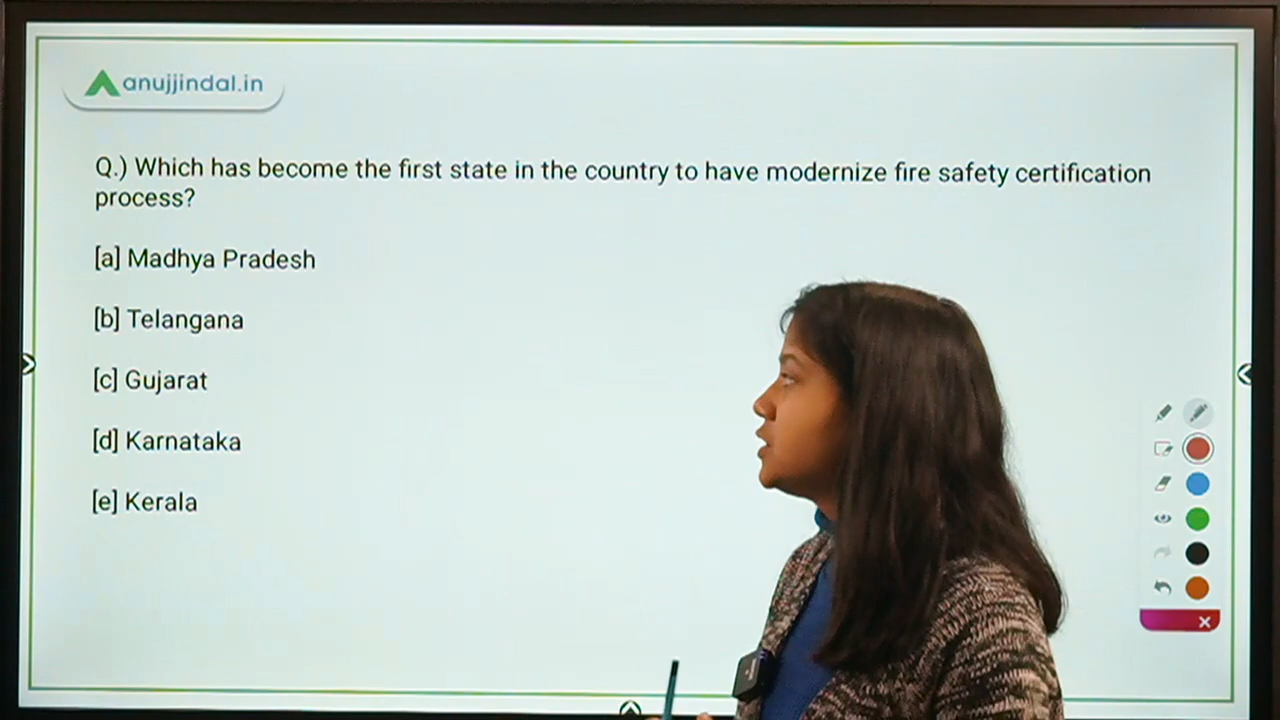 anujjindal.in
Q.) Which has become the first state in the country to have modernize fire safety certification
process?
[a] Madhya Pradesh
[b] Telangana
[c] Gujarat
[d] Karnataka
[e] Kerala